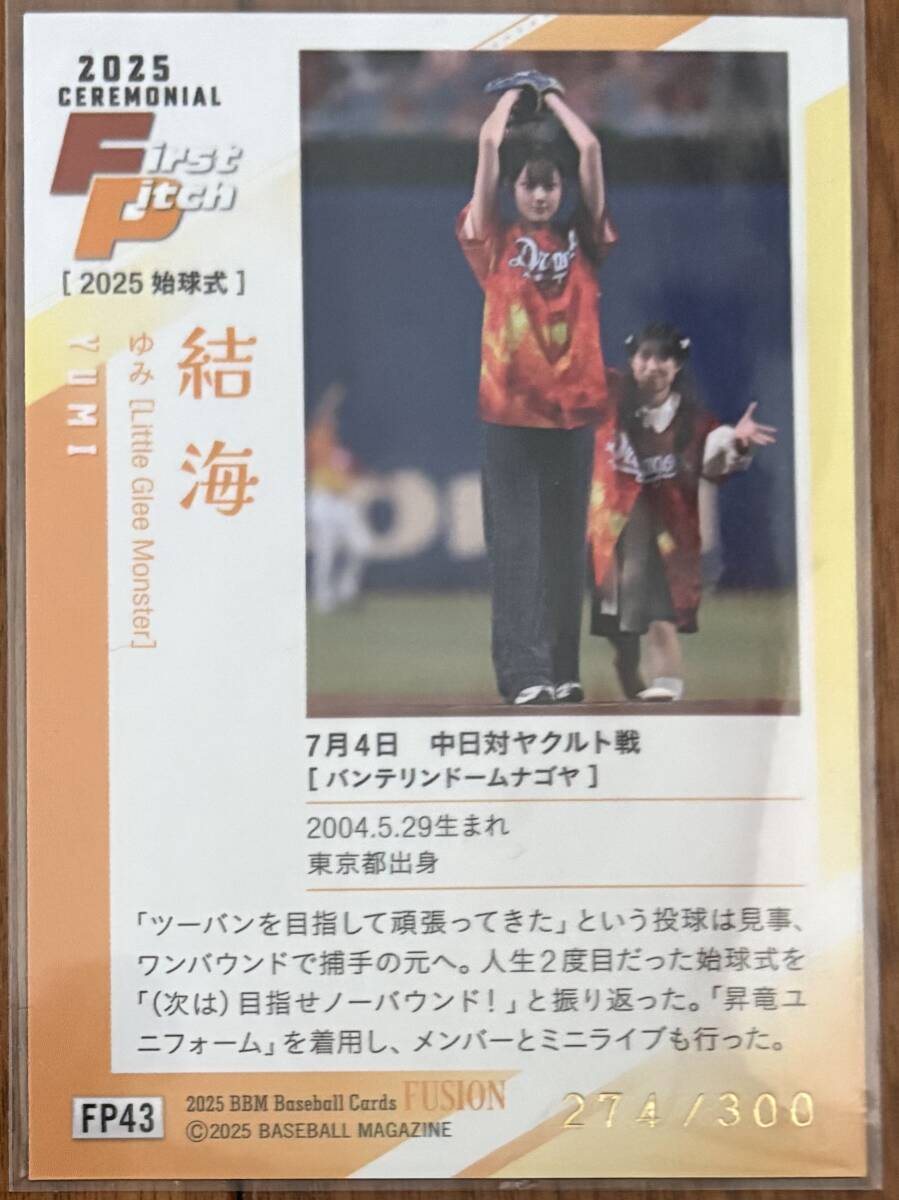 2025
CEREMONIAL
First
Pitch
[ 2025 始球式 ]
結海
ゆみ [Little Glee Monster]
YUMI
7月4日 中日対ヤクルト戦
[ バンテリンドームナゴヤ ]
2004.5.29生まれ
東京都出身
「ツーバンを目指して頑張ってきた」という投球は見事、
ワンバウンドで捕手の元へ。人生2度目だった始球式を
「(次は)目指せノーバウンド!」と振り返った。「昇竜ユ
ニフォーム」を着用し、メンバーとミニライブも行った。
FP43
2025 BBM Baseball Cards FUSION
©2025 BASEBALL MAGAZINE
274/300